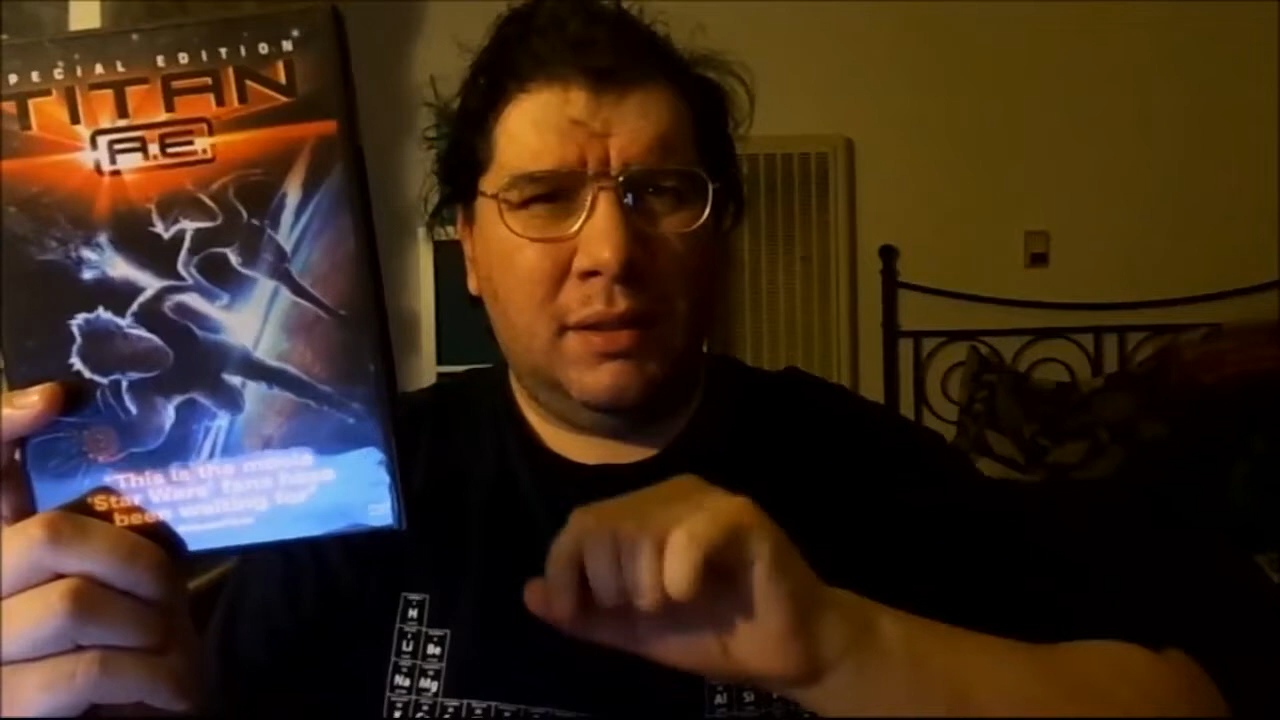 SPECIAL EDITION
TITAN
A.E.
"This is the movie
'Star Wars' fans have
been waiting for"
H
Li Be
Na Mg
Al Si